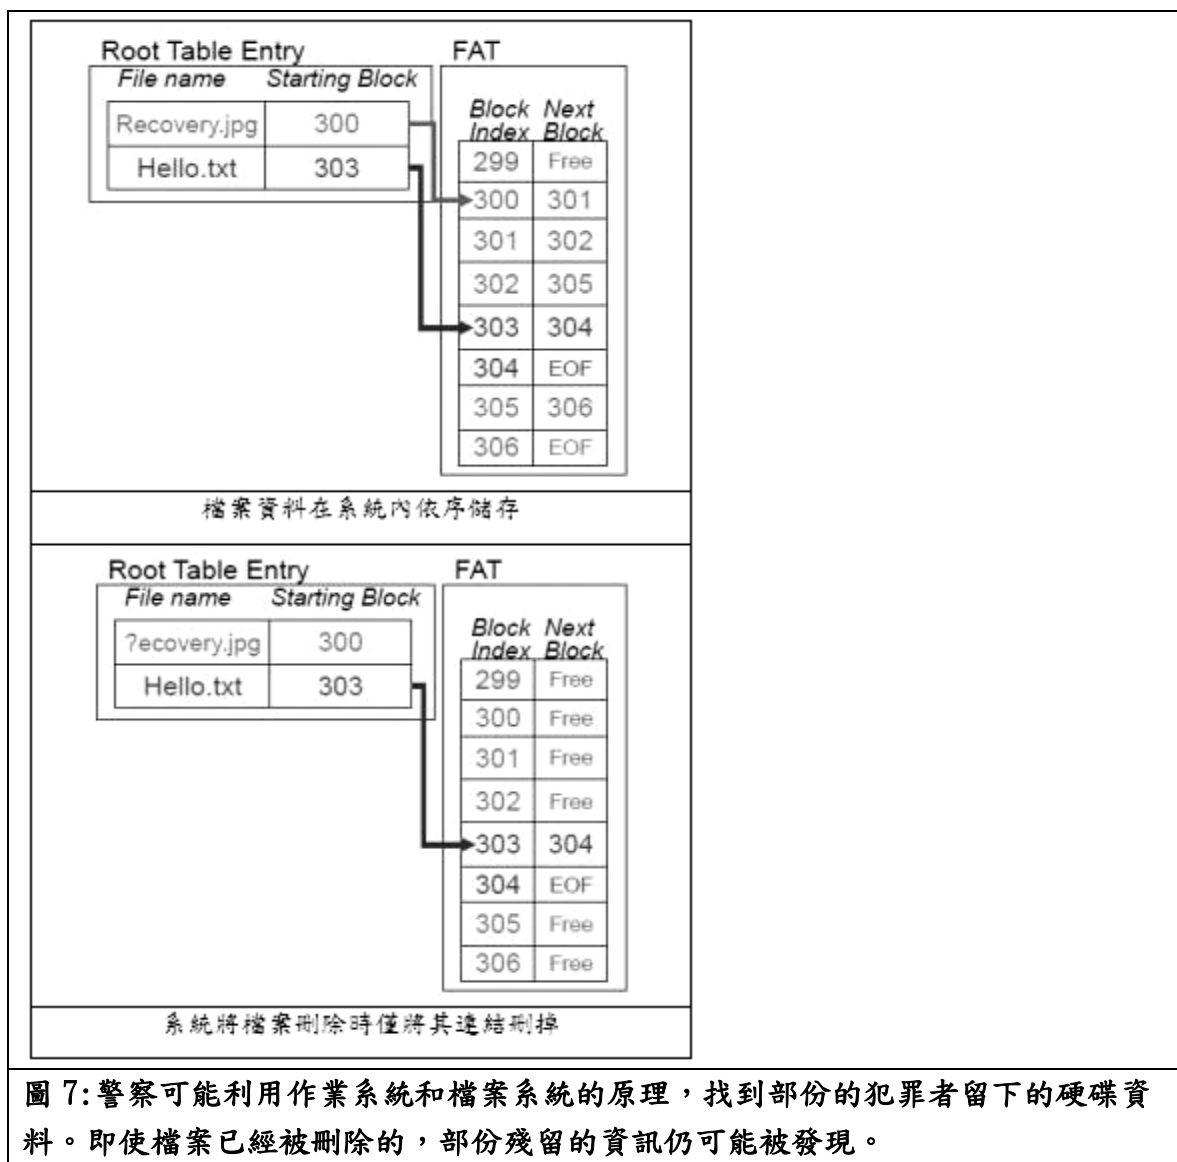 Root Table Entry FAT
File name Starting Block
Block Next
Index Block
Recovery.jpg 300
Hello.txt 303
299 Free
300 301
301 302
302 305
303 304
304 EOF
305 306
306 EOF
檔案資料在系統內依序儲存
Root Table Entry FAT
File name Starting Block
Block Next
Index Block
?ecovery.jpg 300
Hello.txt 303
299 Free
300 Free
301 Free
302 Free
303 304
304 EOF
305 Free
306 Free
系統將檔案刪除時僅將其連結刪掉
圖 7:警察可能利用作業系統和檔案系統的原理，找到部份的犯罪者留下的硬碟資
料。即使檔案已經被刪除的，部份殘留的資訊仍可能被發現。